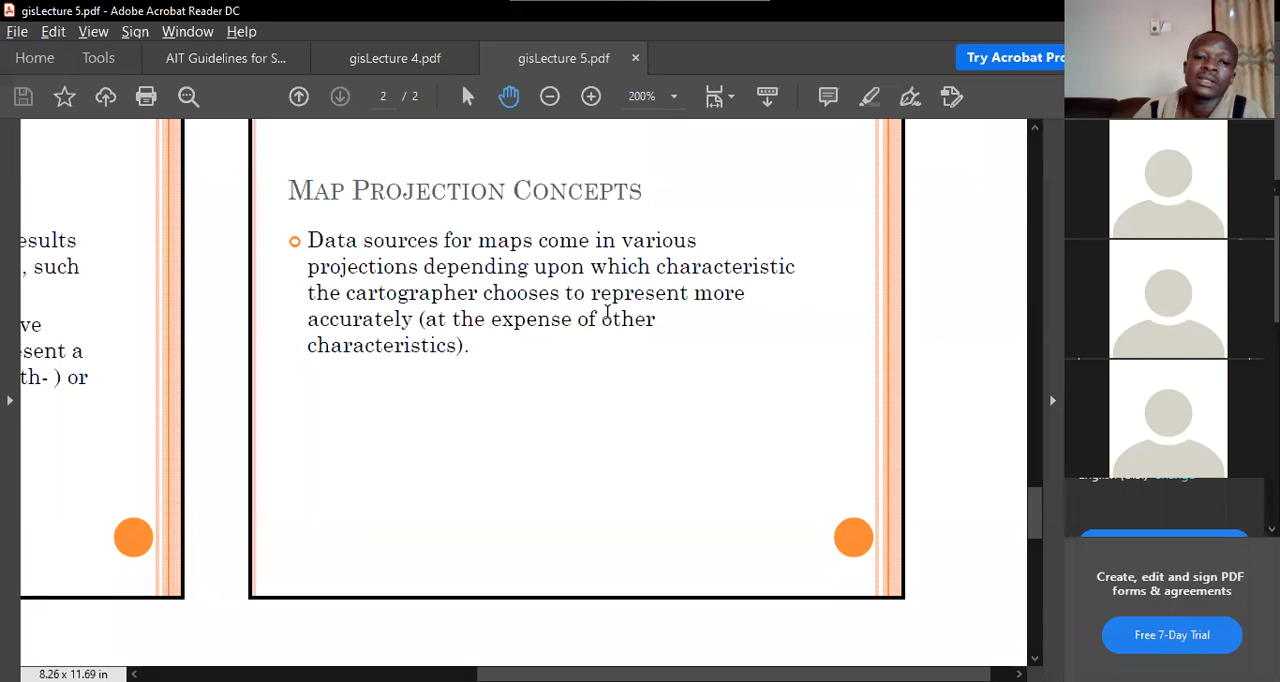 gisLecture 5.pdf - Adobe Acrobat Reader DC
File Edit View Sign Window Help
Home Tools AIT Guidelines for S... gisLecture 4.pdf gisLecture 5.pdf × Try Acrobat Pro
2 / 2 200%
MAP PROJECTION CONCEPTS
Data sources for maps come in various
projections depending upon which characteristic
the cartographer chooses to represent more
accurately (at the expense of other
characteristics).
esults
, such
ve
sent a
th- ) or
Create, edit and sign PDF
forms & agreements
Free 7-Day Trial
8.26 x 11.69 in